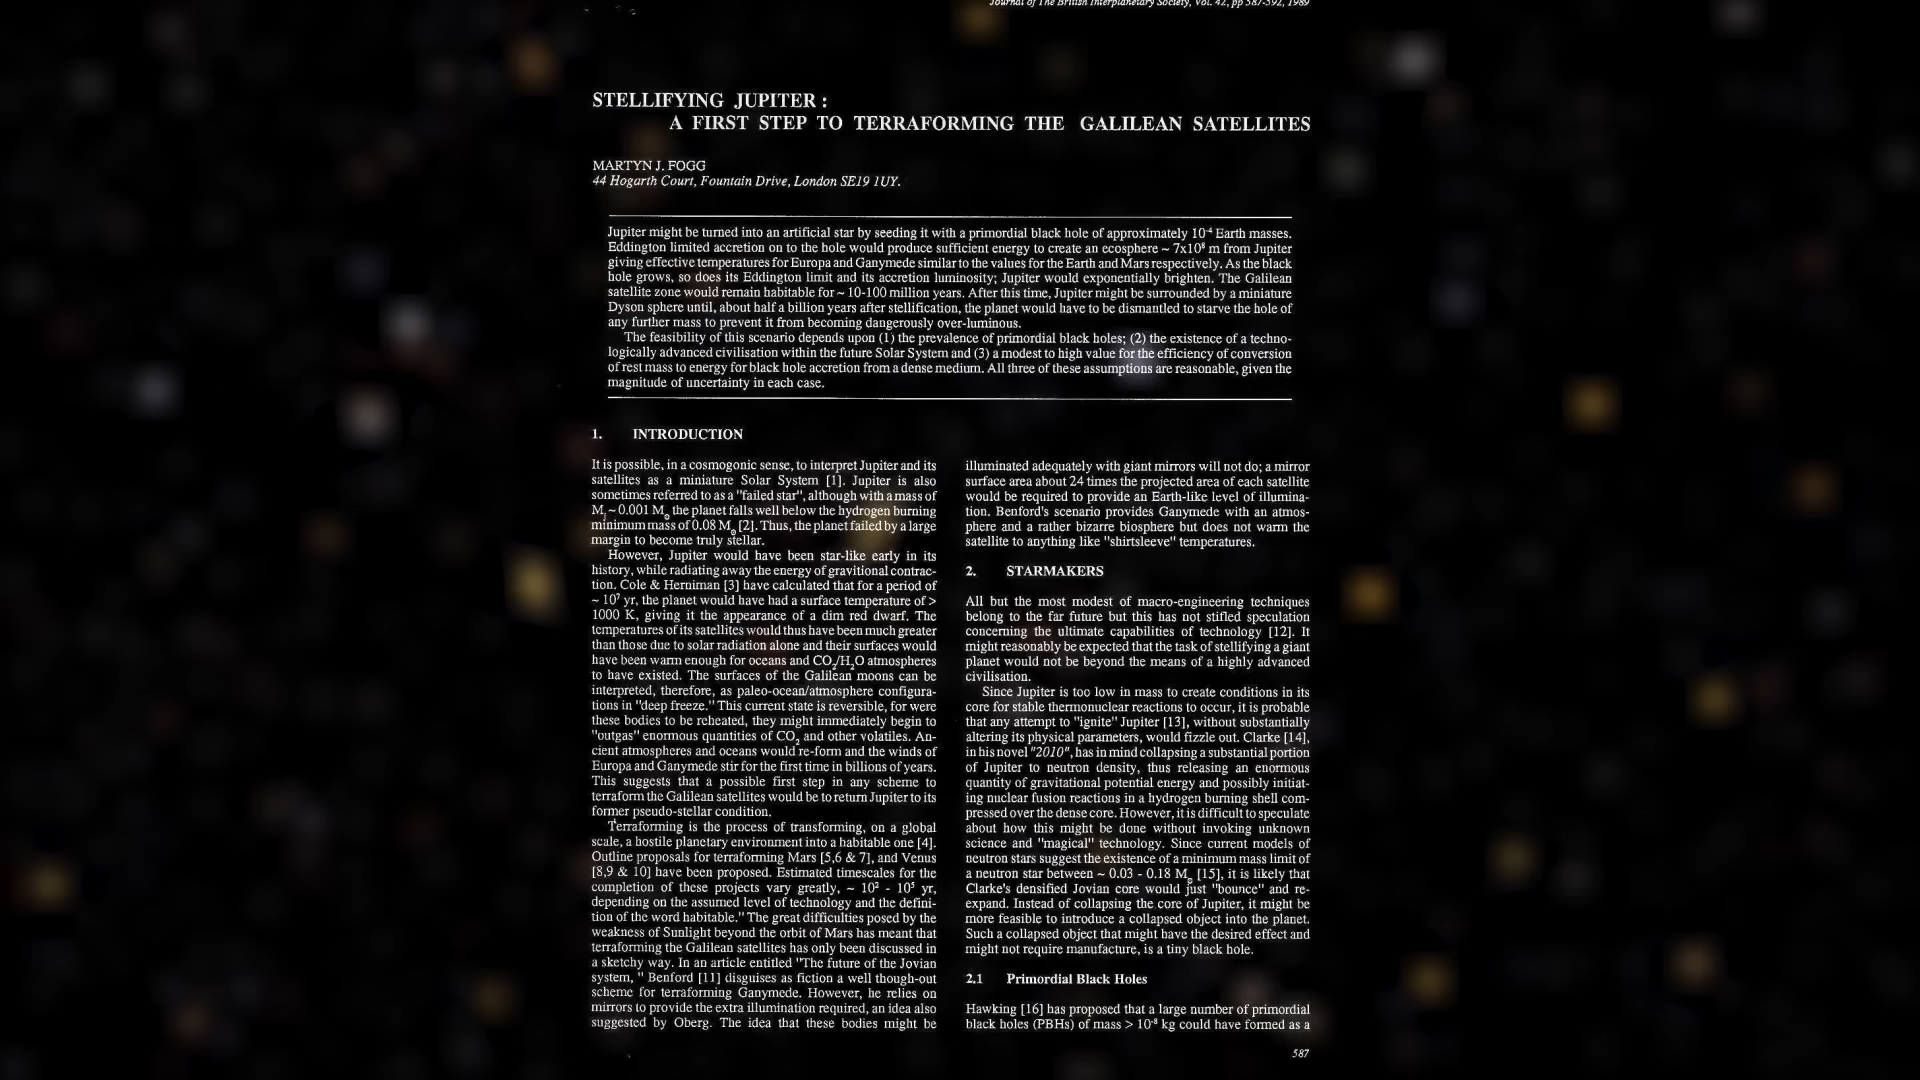 Journal of The British Interplanetary Society, Vol. 42, pp 587-592, 1989
STELLIFYING JUPITER :
A FIRST STEP TO TERRAFORMING THE GALILEAN SATELLITES
MARTYN J. FOGG
44 Hogarth Court, Fountain Drive, London SE19 1UY.
Jupiter might be turned into an artificial star by seeding it with a primordial black hole of approximately 10⁻⁴ Earth masses.
Eddington limited accretion on to the hole would produce sufficient energy to create an ecosphere ~ 7x10⁸ m from Jupiter
giving effective temperatures for Europa and Ganymede similar to the values for the Earth and Mars respectively. As the black
hole grows, so does its Eddington limit and its accretion luminosity; Jupiter would exponentially brighten. The Galilean
satellite zone would remain habitable for ~ 10-100 million years. After this time, Jupiter might be surrounded by a miniature
Dyson sphere until, about half a billion years after stellification, the planet would have to be dismantled to starve the hole of
any further mass to prevent it from becoming dangerously over-luminous.
The feasibility of this scenario depends upon (1) the prevalence of primordial black holes; (2) the existence of a techno-
logically advanced civilisation within the future Solar System and (3) a modest to high value for the efficiency of conversion
of rest mass to energy for black hole accretion from a dense medium. All three of these assumptions are reasonable, given the
magnitude of uncertainty in each case.
1. INTRODUCTION
It is possible, in a cosmogonic sense, to interpret Jupiter and its
satellites as a miniature Solar System [1]. Jupiter is also
sometimes referred to as a "failed star", although with a mass of
Mⱼ ~ 0.001 M☉ the planet falls well below the hydrogen burning
minimum mass of 0.08 M☉ [2]. Thus, the planet failed by a large
margin to become truly stellar.
However, Jupiter would have been star-like early in its
history, while radiating away the energy of gravitional contrac-
tion. Cole & Herniman [3] have calculated that for a period of
~ 10⁷ yr, the planet would have had a surface temperature of >
1000 K, giving it the appearance of a dim red dwarf. The
temperatures of its satellites would thus have been much greater
than those due to solar radiation alone and their surfaces would
have been warm enough for oceans and CO₂/H₂O atmospheres
to have existed. The surfaces of the Galilean moons can be
interpreted, therefore, as paleo-ocean/atmosphere configura-
tions in "deep freeze." This current state is reversible, for were
these bodies to be reheated, they might immediately begin to
"outgas" enormous quantities of CO₂ and other volatiles. An-
cient atmospheres and oceans would re-form and the winds of
Europa and Ganymede stir for the first time in billions of years.
This suggests that a possible first step in any scheme to
terraform the Galilean satellites would be to return Jupiter to its
former pseudo-stellar condition.
Terraforming is the process of transforming, on a global
scale, a hostile planetary environment into a habitable one [4].
Outline proposals for terraforming Mars [5,6 & 7], and Venus
[8,9 & 10] have been proposed. Estimated timescales for the
completion of these projects vary greatly, ~ 10² - 10⁵ yr,
depending on the assumed level of technology and the defini-
tion of the word habitable." The great difficulties posed by the
weakness of Sunlight beyond the orbit of Mars has meant that
terraforming the Galilean satellites has only been discussed in
a sketchy way. In an article entitled "The future of the Jovian
system, " Benford [11] disguises as fiction a well though-out
scheme for terraforming Ganymede. However, he relies on
mirrors to provide the extra illumination required, an idea also
suggested by Oberg. The idea that these bodies might be
illuminated adequately with giant mirrors will not do; a mirror
surface area about 24 times the projected area of each satellite
would be required to provide an Earth-like level of illumina-
tion. Benford's scenario provides Ganymede with an atmos-
phere and a rather bizarre biosphere but does not warm the
satellite to anything like "shirtsleeve" temperatures.
2. STARMAKERS
All but the most modest of macro-engineering techniques
belong to the far future but this has not stifled speculation
concerning the ultimate capabilities of technology [12]. It
might reasonably be expected that the task of stellifying a giant
planet would not be beyond the means of a highly advanced
civilisation.
Since Jupiter is too low in mass to create conditions in its
core for stable thermonuclear reactions to occur, it is probable
that any attempt to "ignite" Jupiter [13], without substantially
altering its physical parameters, would fizzle out. Clarke [14],
in his novel "2010", has in mind collapsing a substantial portion
of Jupiter to neutron density, thus releasing an enormous
quantity of gravitational potential energy and possibly initiat-
ing nuclear fusion reactions in a hydrogen burning shell com-
pressed over the dense core. However, it is difficult to speculate
about how this might be done without invoking unknown
science and "magical" technology. Since current models of
neutron stars suggest the existence of a minimum mass limit of
a neutron star between ~ 0.03 - 0.18 M☉ [15], it is likely that
Clarke's densified Jovian core would just "bounce" and re-
expand. Instead of collapsing the core of Jupiter, it might be
more feasible to introduce a collapsed object into the planet.
Such a collapsed object that might have the desired effect and
might not require manufacture, is a tiny black hole.
2.1 Primordial Black Holes
Hawking [16] has proposed that a large number of primordial
black holes (PBHs) of mass > 10⁻⁸ kg could have formed as a
587